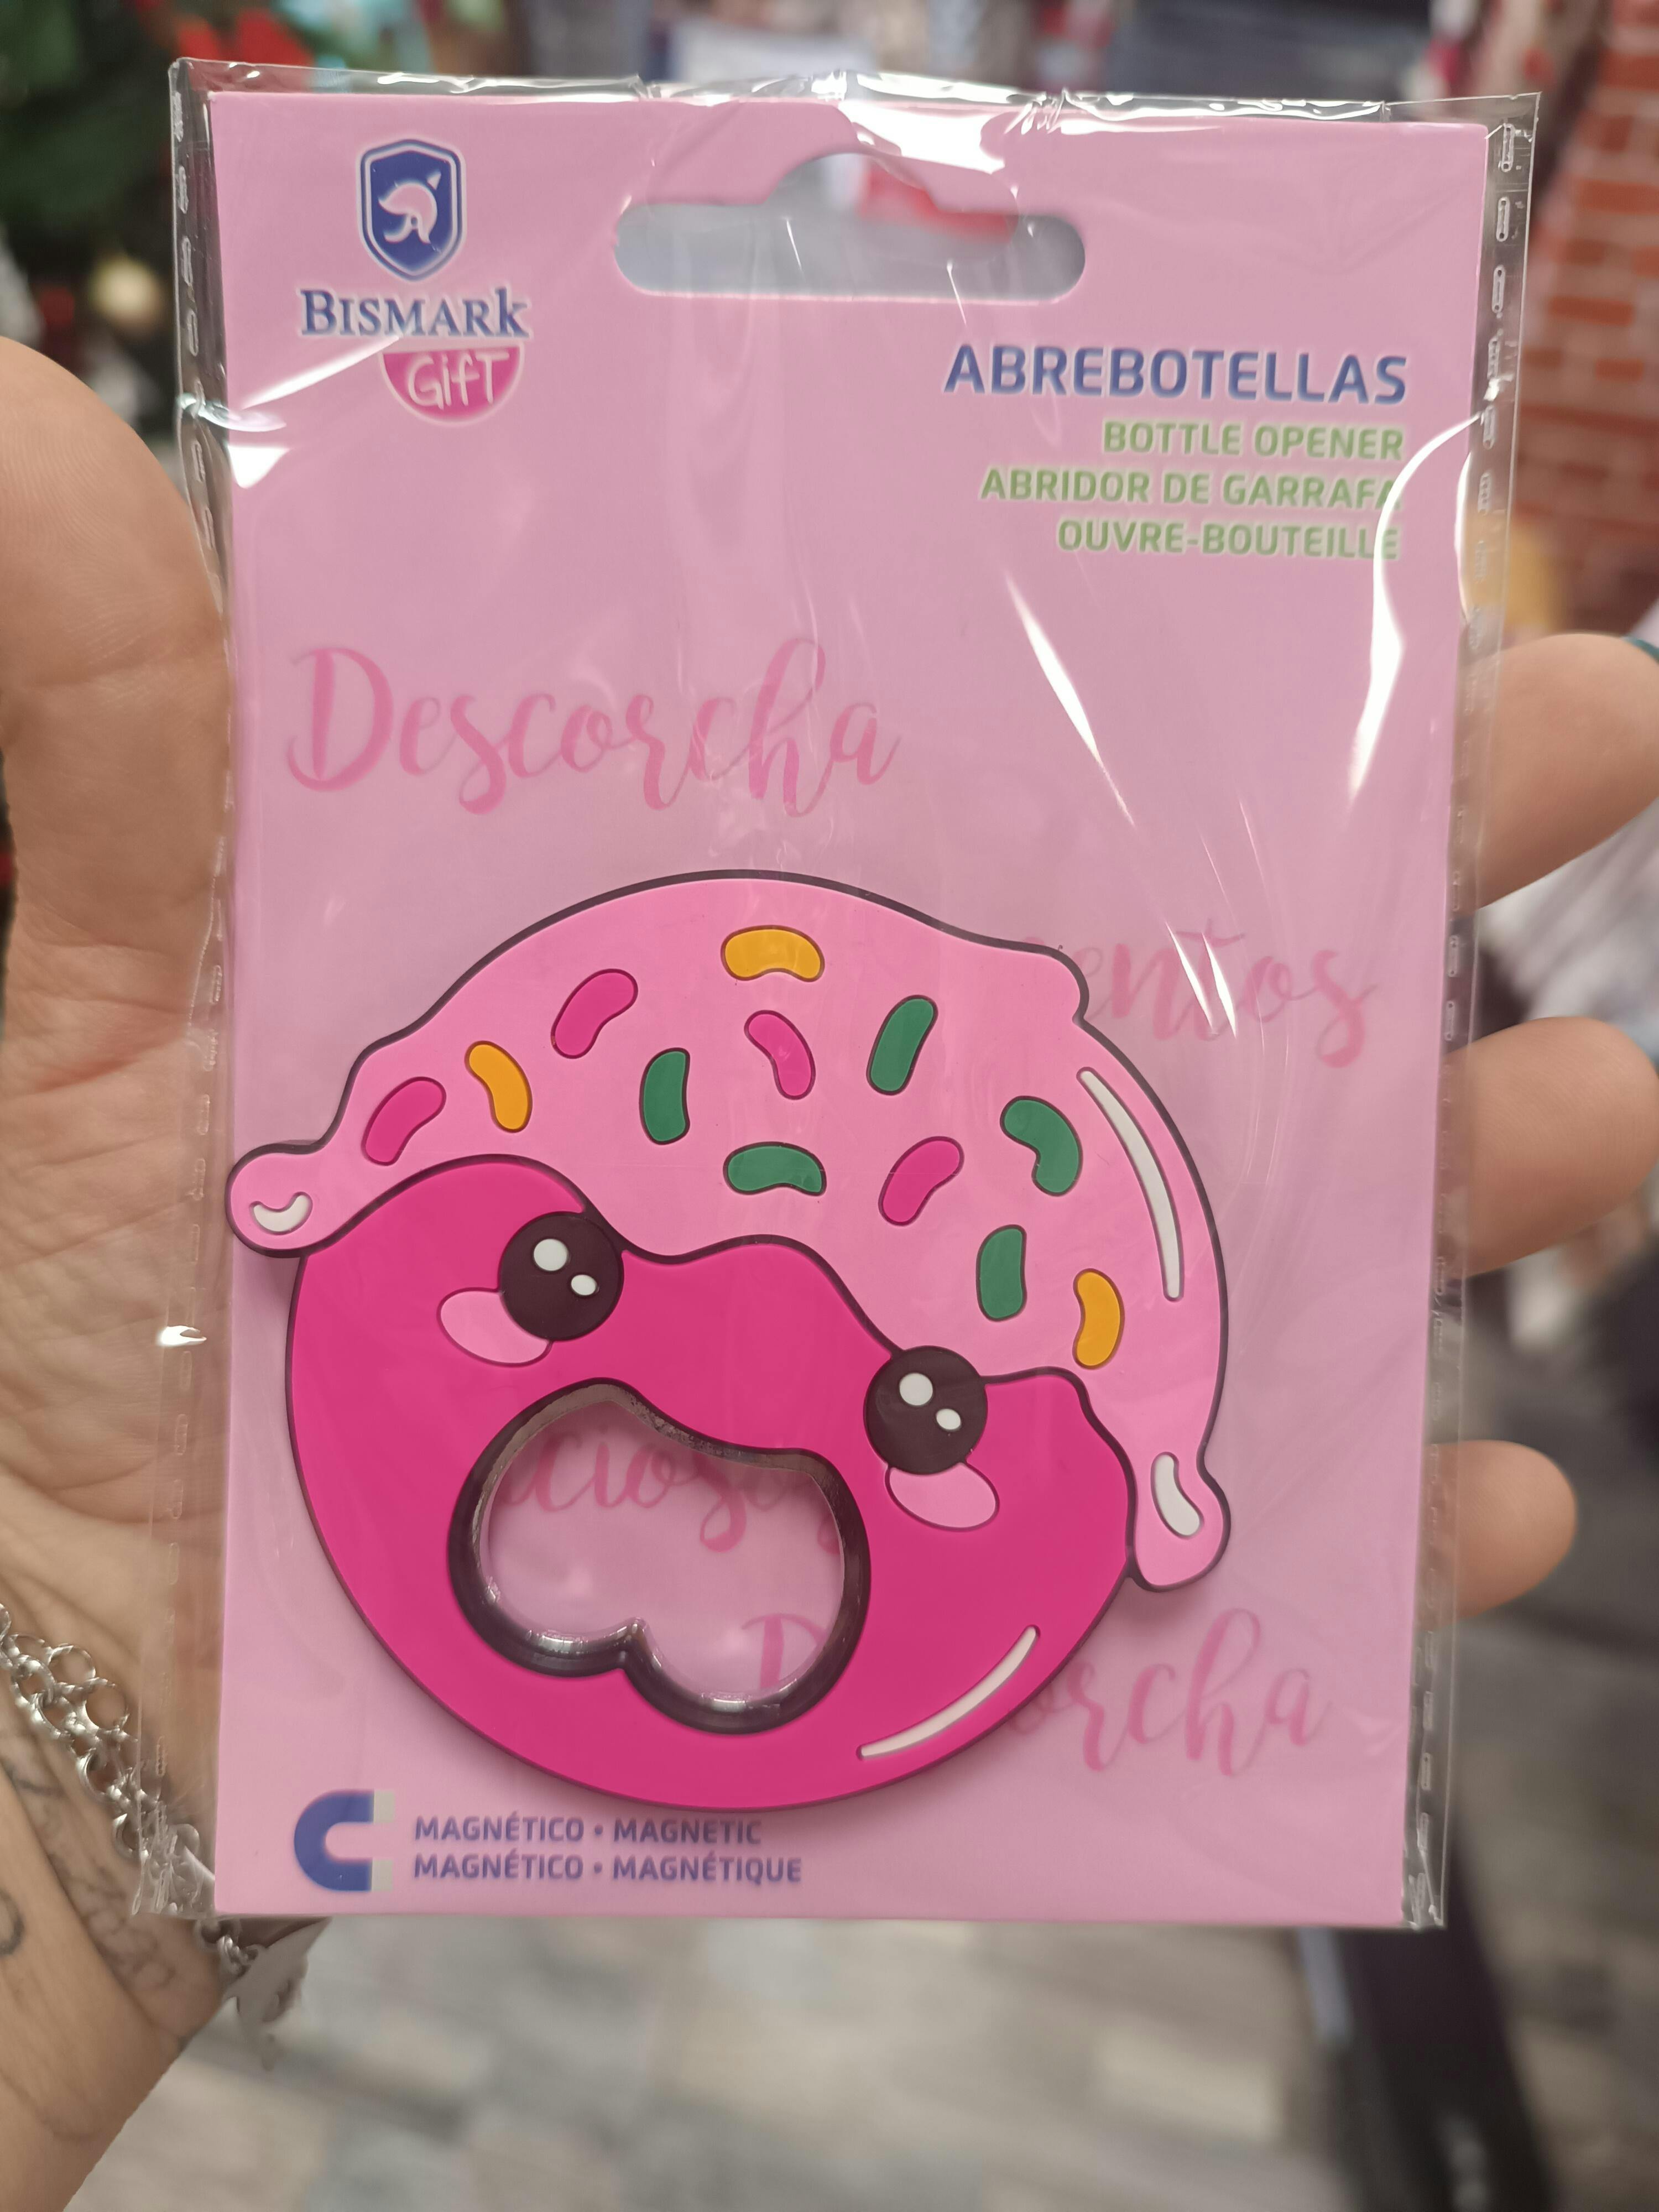 BISMARK
GifT
ABREBOTELLAS
BOTTLE OPENER
ABRIDOR DE GARRAFA
OUVRE-BOUTEILLE
Descorcha
MAGNÉTICO • MAGNETIC
MAGNÉTICO • MAGNÉTIQUE